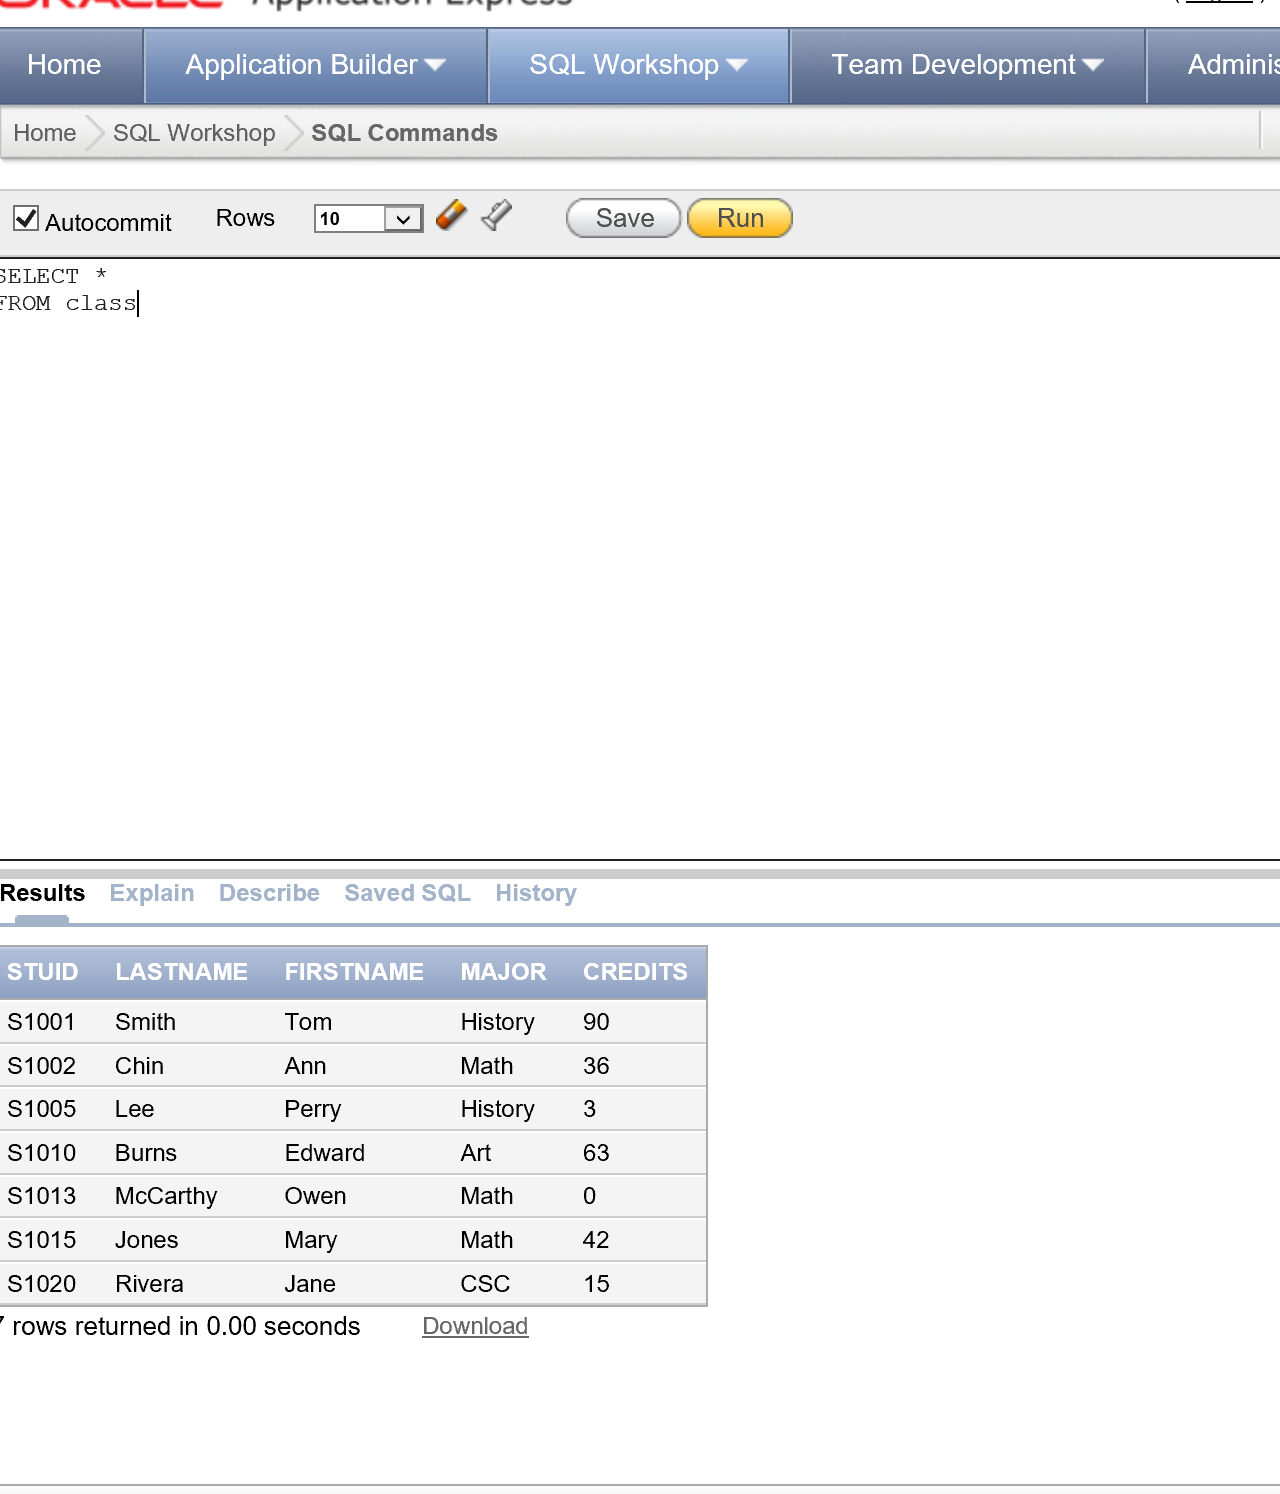 ORACLE Application Express
Home Application Builder SQL Workshop Team Development Adminis
Home SQL Workshop SQL Commands
Autocommit Rows 10 Save Run
SELECT *
FROM class
Results Explain Describe Saved SQL History
STUID LASTNAME FIRSTNAME MAJOR CREDITS
S1001 Smith Tom History 90
S1002 Chin Ann Math 36
S1005 Lee Perry History 3
S1010 Burns Edward Art 63
S1013 McCarthy Owen Math 0
S1015 Jones Mary Math 42
S1020 Rivera Jane CSC 15
7 rows returned in 0.00 seconds Download